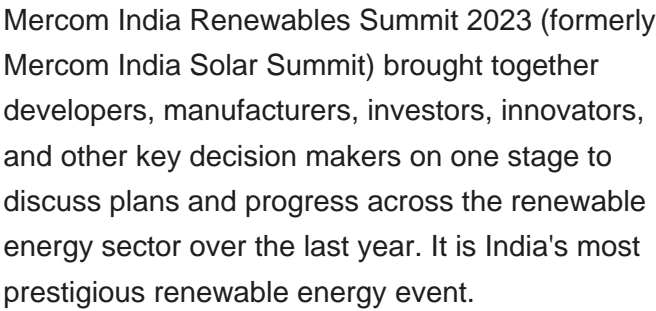 Mercom India Renewables Summit 2023 (formerly
Mercom India Solar Summit) brought together
developers, manufacturers, investors, innovators,
and other key decision makers on one stage to
discuss plans and progress across the renewable
energy sector over the last year. It is India's most
prestigious renewable energy event.